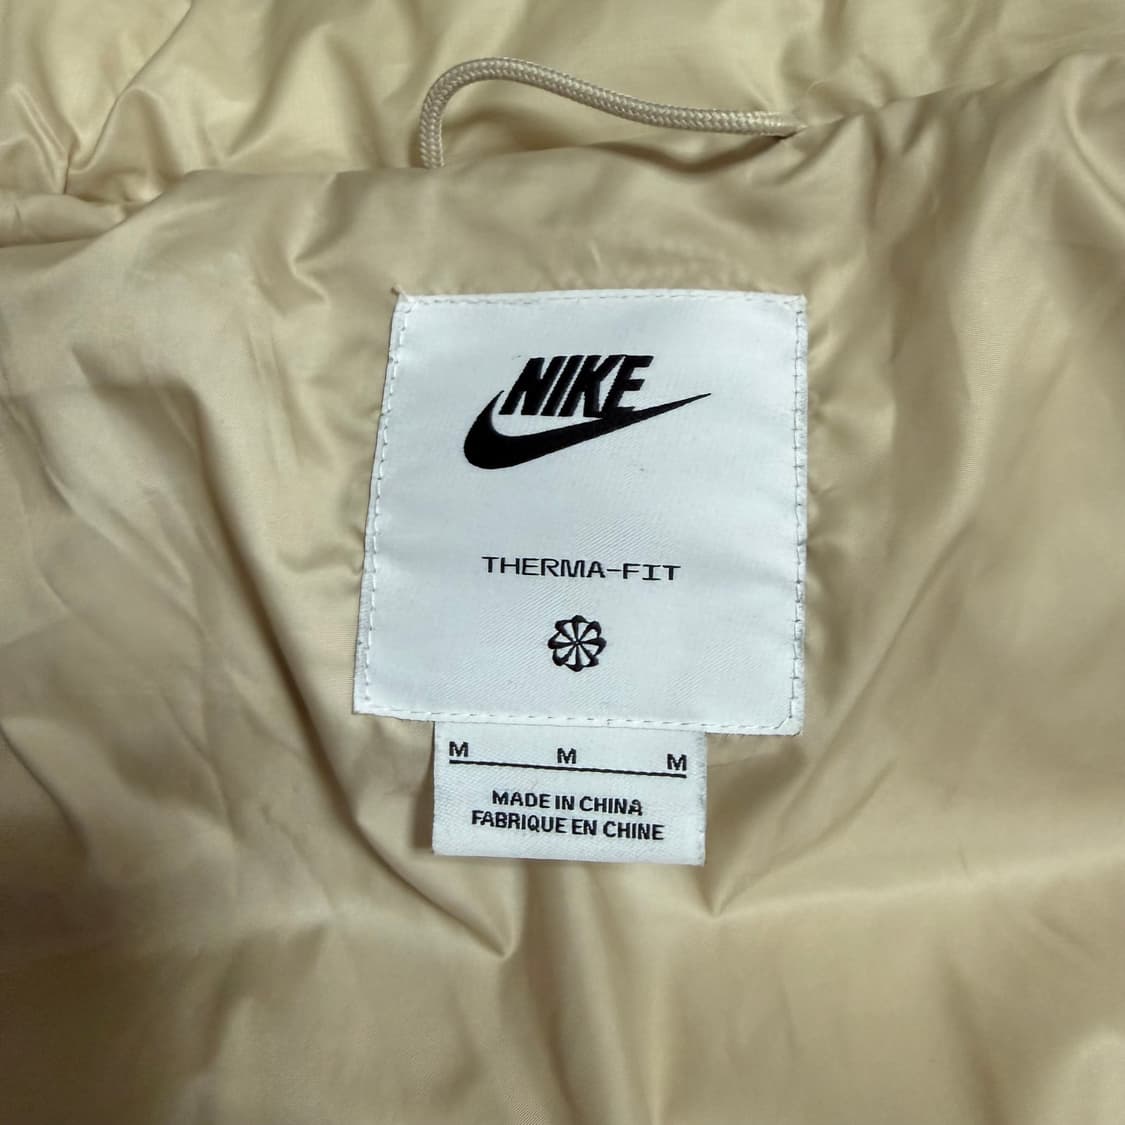 NIKE
THERMA-FIT
M M M
MADE IN CHINA
FABRIQUE EN CHINE